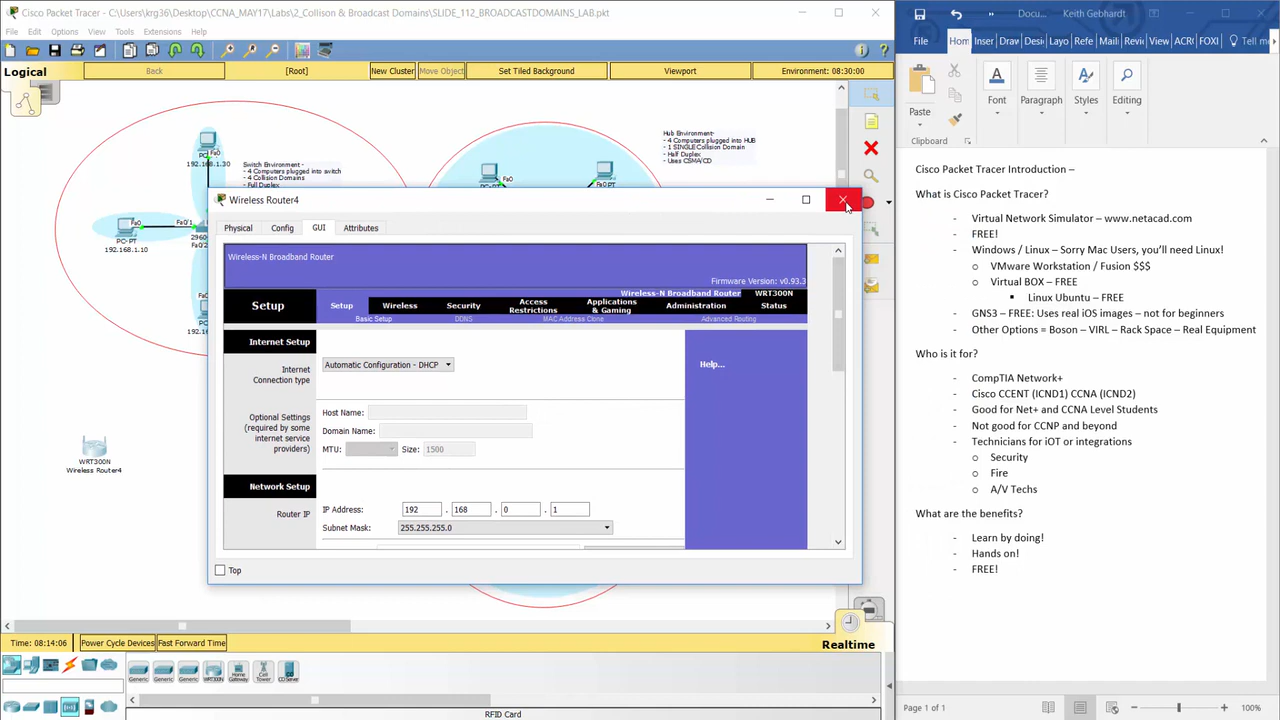 Cisco Packet Tracer - C:\Users\krg36\Desktop\CCNA_MAY17\Labs\2_Collison & Broadcast Domains\SLIDE_112_BROADCASTDOMAINS_LAB.pkt
File Edit Options View Tools Extensions Help
Logical
Back
[Root]
New Cluster
Move Object
Set Tiled Background
Viewport
Environment: 08:30:00
192.168.1.30
Switch Environment -
- 4 Computers plugged into switch
- 4 Collision Domains
- Full Duplex
Hub Environment-
- 4 Computers plugged into HUB
- 1 SINGLE Collision Domain
- Half Duplex
- Uses CSMA/CD
Fa0
PC-PT
192.168.1.10
Fa0
WRT300N
Wireless Router4
Wireless Router4
Physical Config GUI Attributes
Wireless-N Broadband Router
Firmware Version: v0.93.3
Wireless-N Broadband Router WRT300N
Setup
Setup Wireless Security Access Restrictions Applications & Gaming Administration Status
Basic Setup DDNS MAC Address Clone Advanced Routing
Internet Setup
Internet Connection type
Automatic Configuration - DHCP
Optional Settings (required by some internet service providers)
Host Name:
Domain Name:
MTU: Size: 1500
Network Setup
Router IP
IP Address: 192 . 168 . 0 . 1
Subnet Mask: 255.255.255.0
Help...
Top
Time: 08:14:06 Power Cycle Devices Fast Forward Time
Realtime
Generic Generic Generic WRT300N Home Gateway Cell Tower CO Server
RFID Card
Docu... Keith Gebhardt
File Hom Inser Draw Desi Layo Refe Maili Revi View ACRO FOXI Tell me
Paste
Font
Paragraph
Styles
Editing
Clipboard
Cisco Packet Tracer Introduction –
What is Cisco Packet Tracer?
- Virtual Network Simulator – www.netacad.com
- FREE!
- Windows / Linux – Sorry Mac Users, you'll need Linux!
o VMware Workstation / Fusion $$$
o Virtual BOX – FREE
▪ Linux Ubuntu – FREE
- GNS3 – FREE: Uses real iOS images – not for beginners
- Other Options = Boson – VIRL – Rack Space – Real Equipment
Who is it for?
- CompTIA Network+
- Cisco CCENT (ICND1) CCNA (ICND2)
- Good for Net+ and CCNA Level Students
- Not good for CCNP and beyond
- Technicians for iOT or integrations
o Security
o Fire
o A/V Techs
What are the benefits?
- Learn by doing!
- Hands on!
- FREE!
Page 1 of 1
100%